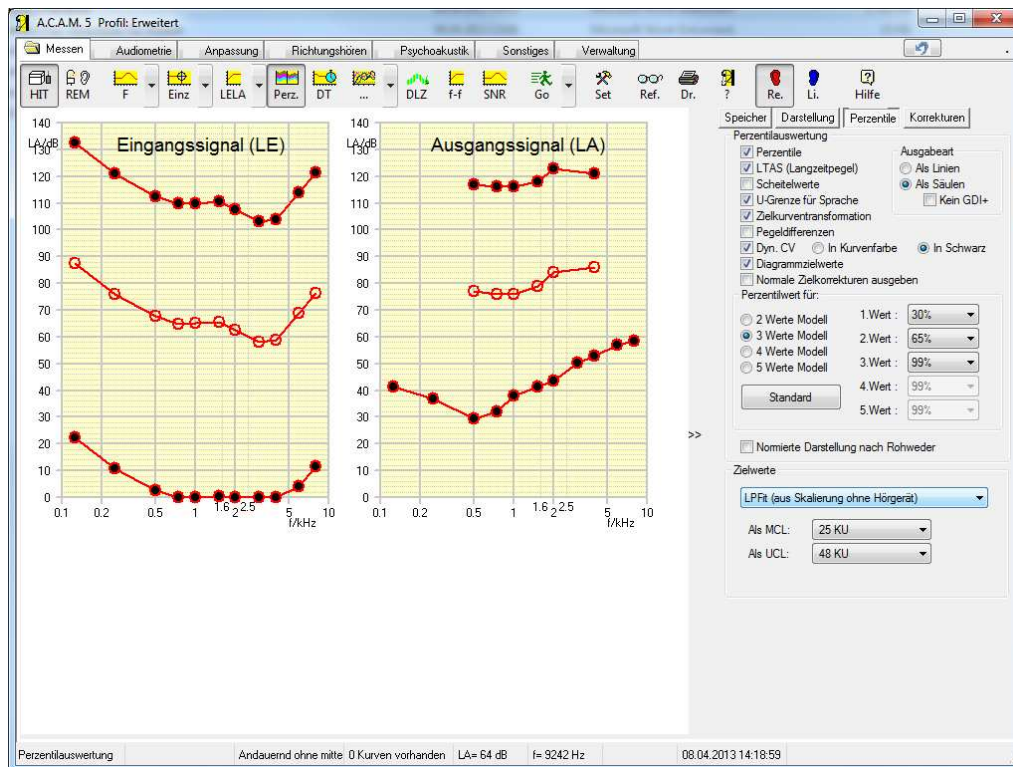 A.C.A.M. 5 Profil: Erweitert
Messen Audiometrie Anpassung Richtungshören Psychoakustik Sonstiges Verwaltung
HIT REM F Einz LELA Perz. DT ... DLZ f-f SNR Go Set Ref. Dr. ? Re. Li. Hilfe
Speicher Darstellung Perzentile Korrekturen
140
LA/dB
130
120
110
100
90
80
70
60
50
40
30
20
10
0
Eingangssignal (LE)
0.1 0.2 0.5 1 1.6 2 2.5 5 10
f/kHz
140
LA/dB
130
120
110
100
90
80
70
60
50
40
30
20
10
0
Ausgangssignal (LA)
0.1 0.2 0.5 1 1.6 2 2.5 5 10
f/kHz
>>
Perzentilauswertung
Perzentile
LTAS (Langzeitpegel)
Scheitelwerte
U-Grenze für Sprache
Zielkurventransformation
Pegeldifferenzen
Dyn. CV In Kurvenfarbe In Schwarz
Diagrammzielwerte
Normale Zielkorrekturen ausgeben
Ausgabeart
Als Linien
Als Säulen
Kein GDI+
Perzentilwert für:
2 Werte Modell
3 Werte Modell
4 Werte Modell
5 Werte Modell
Standard
1.Wert : 30%
2.Wert : 65%
3.Wert : 99%
4.Wert : 99%
5.Wert : 99%
Normierte Darstellung nach Rohweder
Zielwerte
LPFit (aus Skalierung ohne Hörgerät)
Als MCL: 25 KU
Als UCL: 48 KU
Perzentilauswertung Andauernd ohne mitte 0 Kurven vorhanden LA= 64 dB f= 9242 Hz 08.04.2013 14:18:59